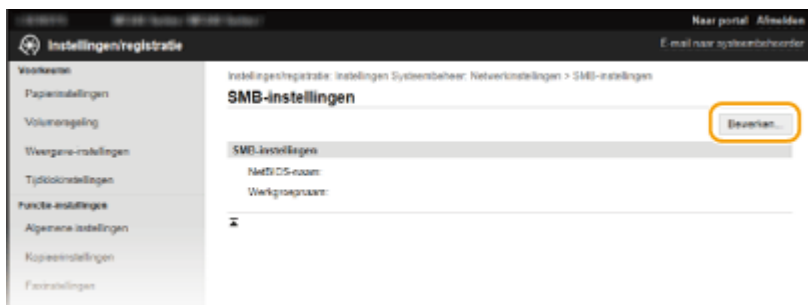 Naar portal Afmelden
Instellingen/registratie
E-mail naar systeembeheerder
Voorkeuren
Papierinstellingen
Volumeregeling
Weergave-instellingen
Tijdklokinstellingen
Functie-instellingen
Algemene instellingen
Kopieerinstellingen
Faxinstellingen
Instellingen/registratie: Instellingen Systeembeheer: Netwerkinstellingen > SMB-instellingen
SMB-instellingen
Bewerken...
SMB-instellingen
NetBIOS-naam:
Werkgroepnaam: